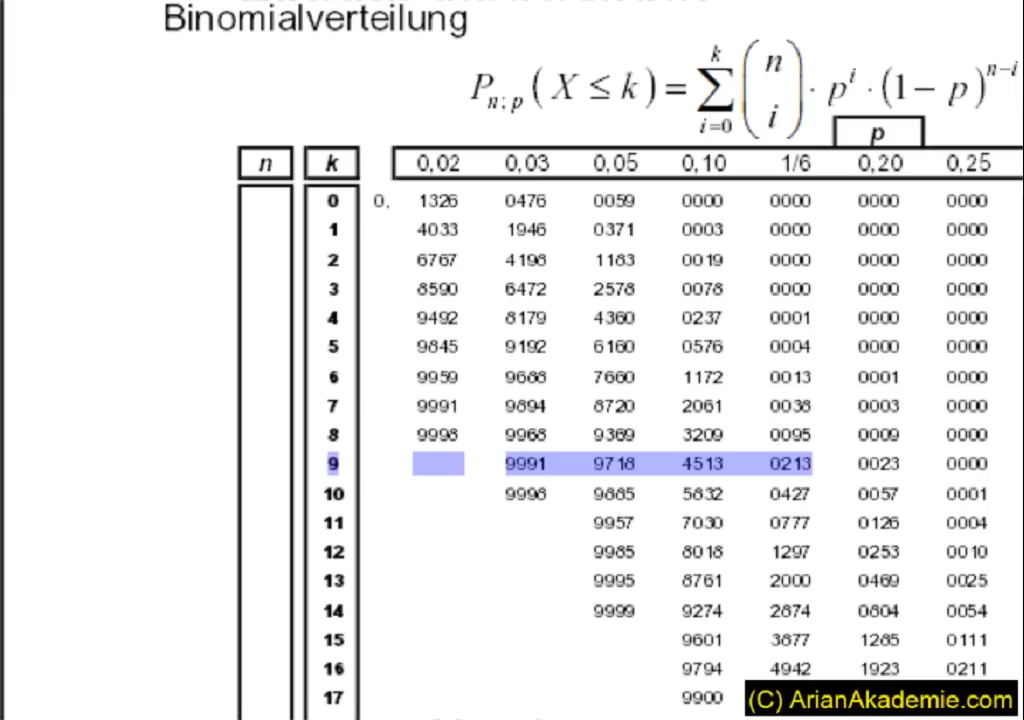 Binomialverteilung
P n; p ( X ≤ k ) = k ∑ i=0 ( n i ) · p^i · (1 − p)^n−i
p
n k 0,02 0,03 0,05 0,10 1/6 0,20 0,25
0 0, 1326 0476 0059 0000 0000 0000 0000
1 4033 1946 0371 0003 0000 0000 0000
2 6767 4198 1183 0019 0000 0000 0000
3 8590 6472 2578 0078 0000 0000 0000
4 9492 8179 4360 0237 0001 0000 0000
5 9845 9192 6160 0576 0004 0000 0000
6 9959 9688 7660 1172 0013 0001 0000
7 9991 9894 8720 2061 0038 0003 0000
8 9998 9968 9369 3209 0095 0009 0000
9 9991 9718 4513 0213 0023 0000
10 9998 9885 5832 0427 0057 0001
11 9957 7030 0777 0126 0004
12 9985 8018 1297 0253 0010
13 9995 8761 2000 0469 0025
14 9999 9274 2874 0804 0054
15 9601 3877 1285 0111
16 9794 4942 1923 0211
17 9900
(C) ArianAkademie.com